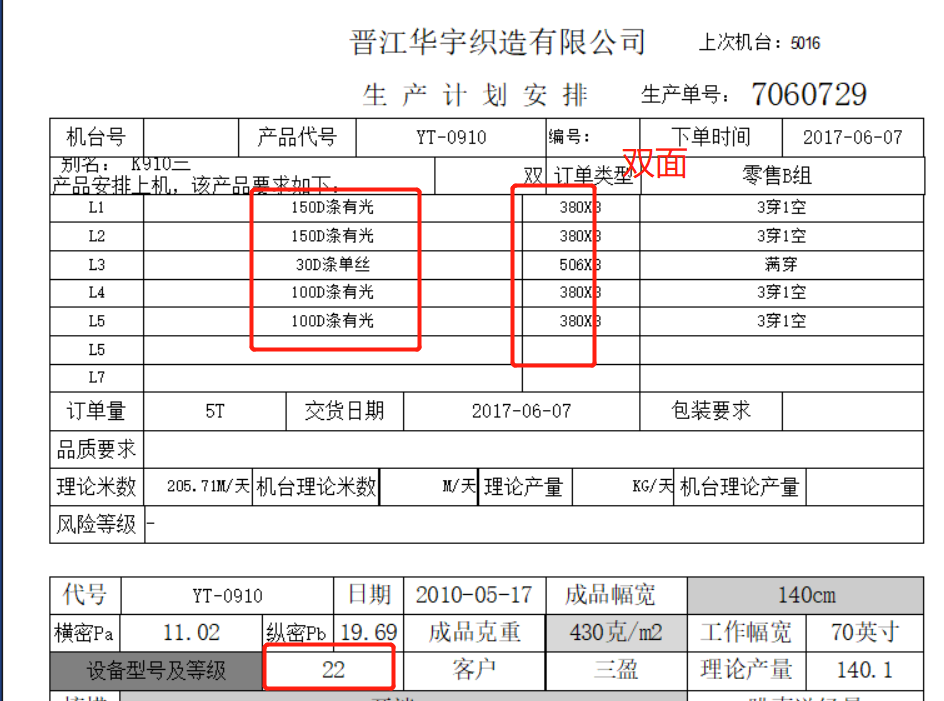 晋江华宇织造有限公司 上次机台：5016
生产计划安排 生产单号： 7060729
机台号 产品代号 YT-0910 编号： 下单时间 2017-06-07
别名： K910三
产品安排上机，该产品要求如下： 双 订单类型 双面 零售B组
L1 150D涤有光 380X3 3穿1空
L2 150D涤有光 380X3 3穿1空
L3 30D涤单丝 506X3 满穿
L4 100D涤有光 380X3 3穿1空
L5 100D涤有光 380X3 3穿1空
L5
L7
订单量 5T 交货日期 2017-06-07 包装要求
品质要求
理论米数 205.71M/天 机台理论米数 M/天 理论产量 KG/天 机台理论产量
风险等级 -
代号 YT-0910 日期 2010-05-17 成品幅宽 140cm
横密Pa 11.02 纵密Pb 19.69 成品克重 430克/m2 工作幅宽 70英寸
设备型号及等级 22 客户 三盈 理论产量 140.1